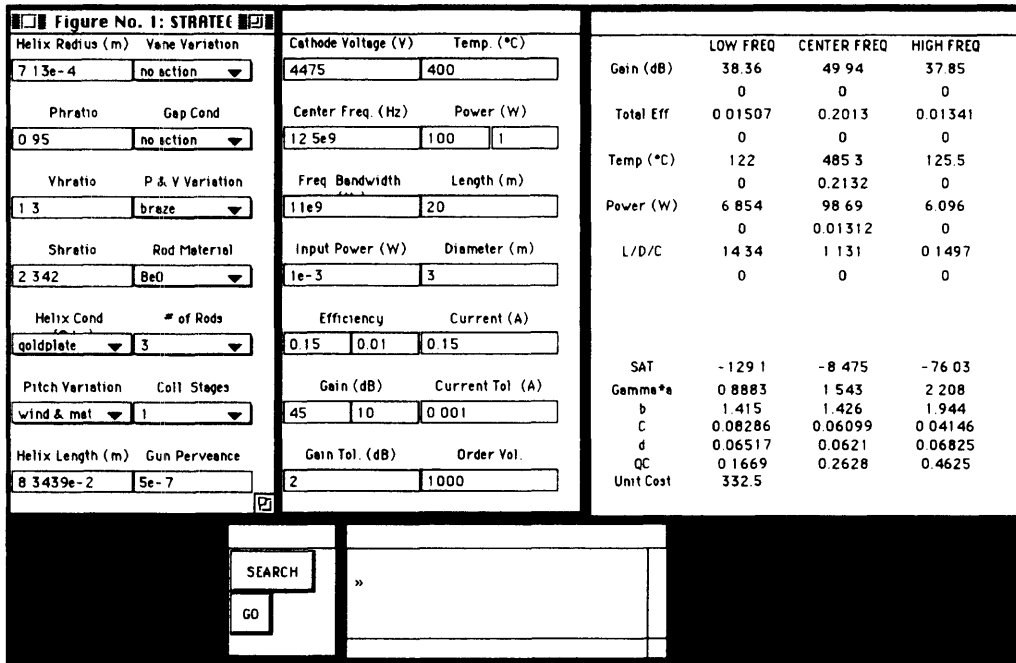 Figure No. 1: STRATEG
Helix Radius (m) Vane Variation
7 13e-4 no action
Phratio Gap Cond
0 95 no action
Vhratio P & V Variation
1 3 braze
Shratio Rod Material
2 342 BeO
Helix Cond # of Rods
goldplate 3
Pitch Variation Coll Stages
wind & mat 1
Helix Length (m) Gun Perveance
8 3439e-2 5e-7
Cathode Voltage (V) Temp. (°C)
4475 400
Center Freq. (Hz) Power (W)
12 5e9 100 1
Freq Bandwidth Length (m)
11e9 20
Input Power (W) Diameter (m)
1e-3 3
Efficiency Current (A)
0.15 0.01 0.15
Gain (dB) Current Tol (A)
45 10 0 001
Gain Tol. (dB) Order Vol.
2 1000
LOW FREQ CENTER FREQ HIGH FREQ
Gain (dB) 38.36 49 94 37.85
0 0 0
Total Eff 0 01507 0.2013 0.01341
0 0 0
Temp (°C) 122 485 3 125.5
0 0.2132 0
Power (W) 6 854 98 69 6.096
0 0.01312 0
L/D/C 14 34 1 131 0 1497
0 0 0
SAT -129 1 -8 475 -76 03
Gamma*a 0 8883 1 543 2 208
b 1.415 1.426 1.944
C 0.08286 0.06099 0 04146
d 0.06517 0.0621 0.06825
QC 0 1669 0.2628 0.4625
Unit Cost 332.5
SEARCH
GO
»